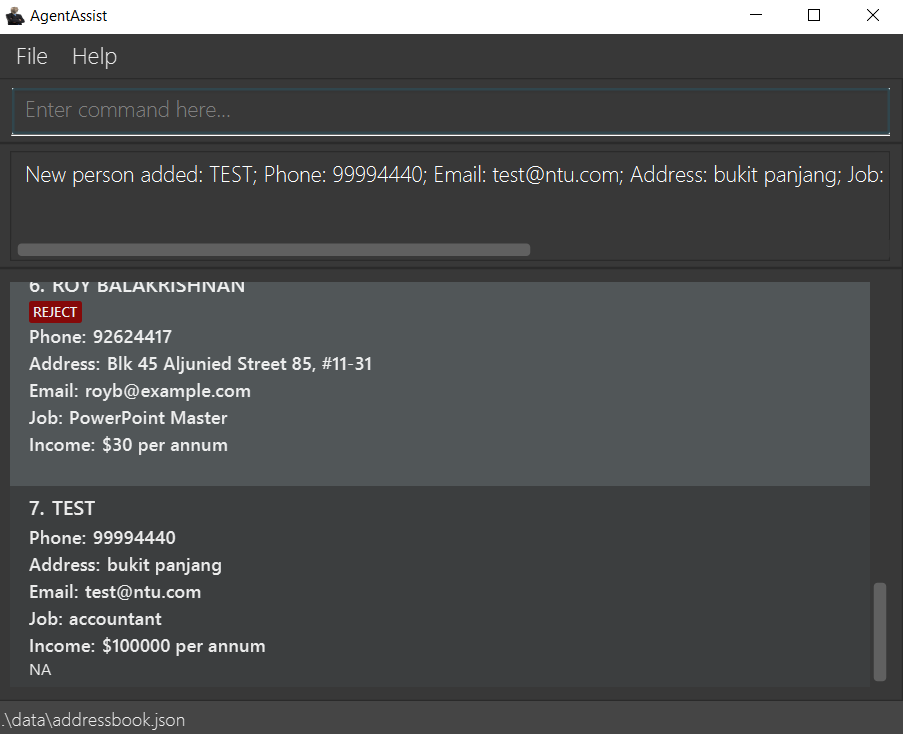 AgentAssist
File Help
Enter command here...
New person added: TEST; Phone: 99994440; Email: test@ntu.com; Address: bukit panjang; Job:
6. ROY BALAKRISHNAN
REJECT
Phone: 92624417
Address: Blk 45 Aljunied Street 85, #11-31
Email: royb@example.com
Job: PowerPoint Master
Income: $30 per annum
7. TEST
Phone: 99994440
Address: bukit panjang
Email: test@ntu.com
Job: accountant
Income: $100000 per annum
NA
.\data\addressbook.json